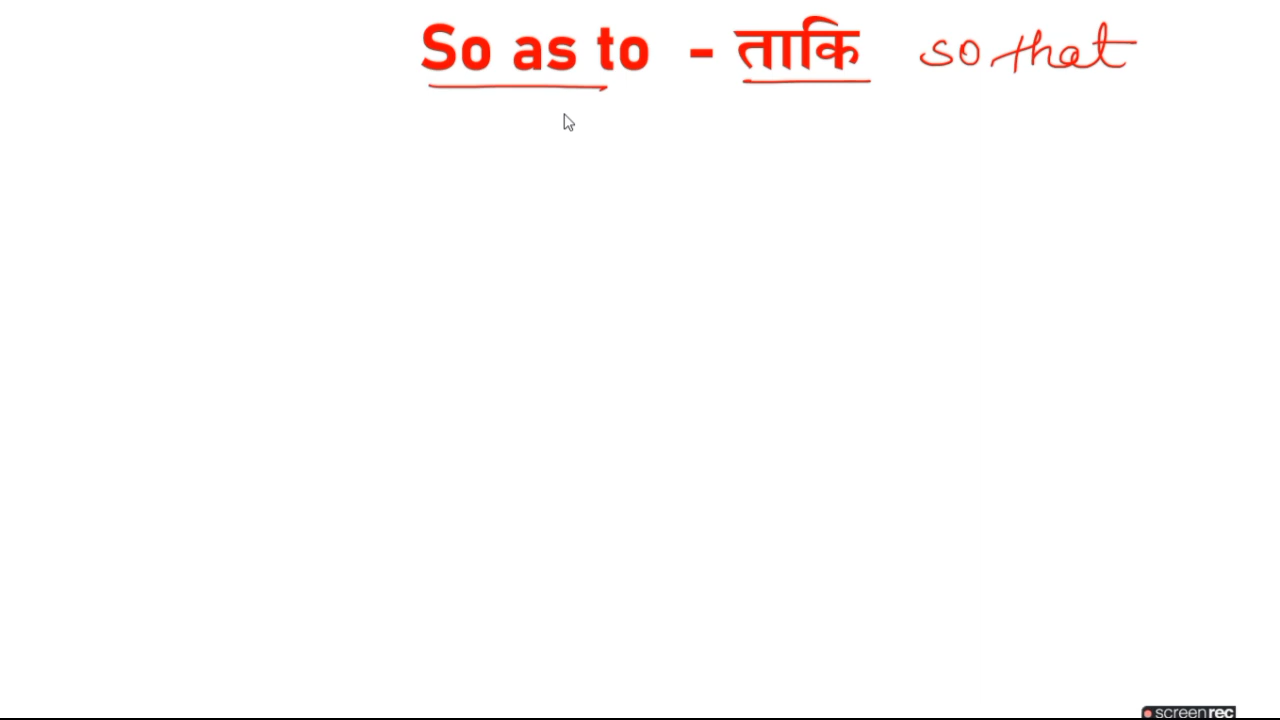 So as to - ताकि so that
screenrec